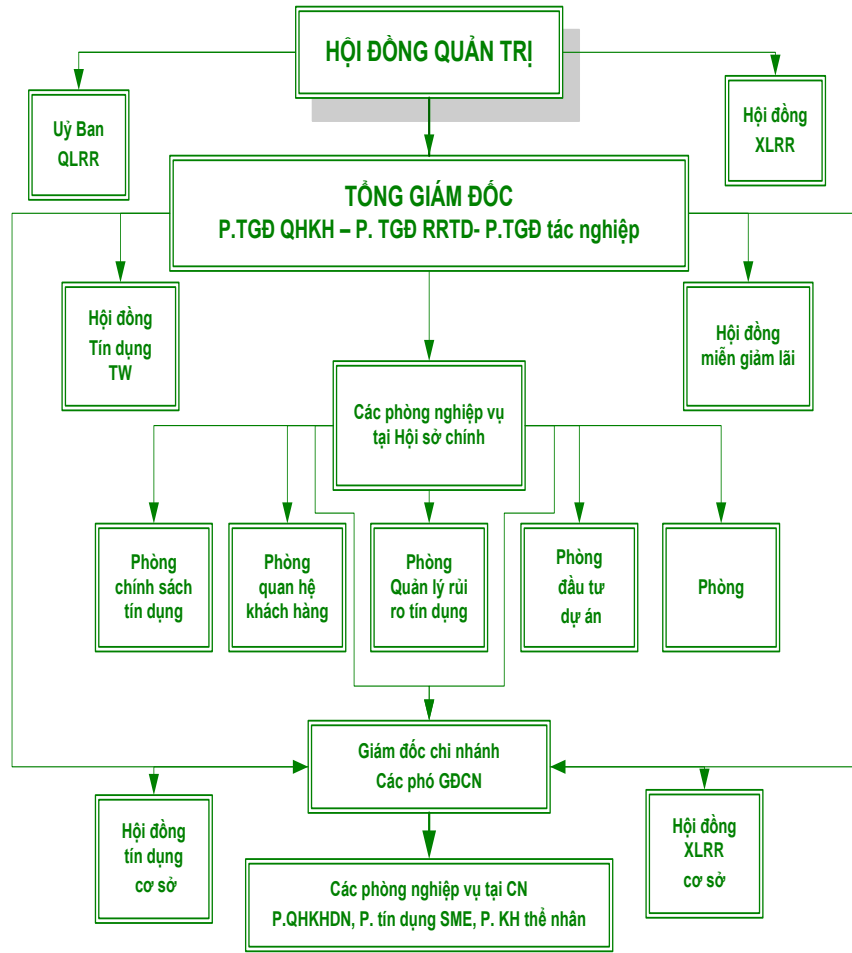 HỘI ĐỒNG QUẢN TRỊ
Uỷ Ban
QLRR
Hội đồng
XLRR
TỔNG GIÁM ĐỐC
P.TGĐ QHKH – P. TGĐ RRTD- P.TGĐ tác nghiệp
Hội đồng
Tín dụng
TW
Hội đồng
miễn giảm lãi
Các phòng nghiệp vụ
tại Hội sở chính
Phòng
chính sách
tín dụng
Phòng
quan hệ
khách hàng
Phòng
Quản lý rủi
ro tín dụng
Phòng
đầu tư
dự án
Phòng
Giám đốc chi nhánh
Các phó GĐCN
Hội đồng
tín dụng
cơ sở
Hội đồng
XLRR
cơ sở
Các phòng nghiệp vụ tại CN
P.QHKHDN, P. tín dụng SME, P. KH thể nhân